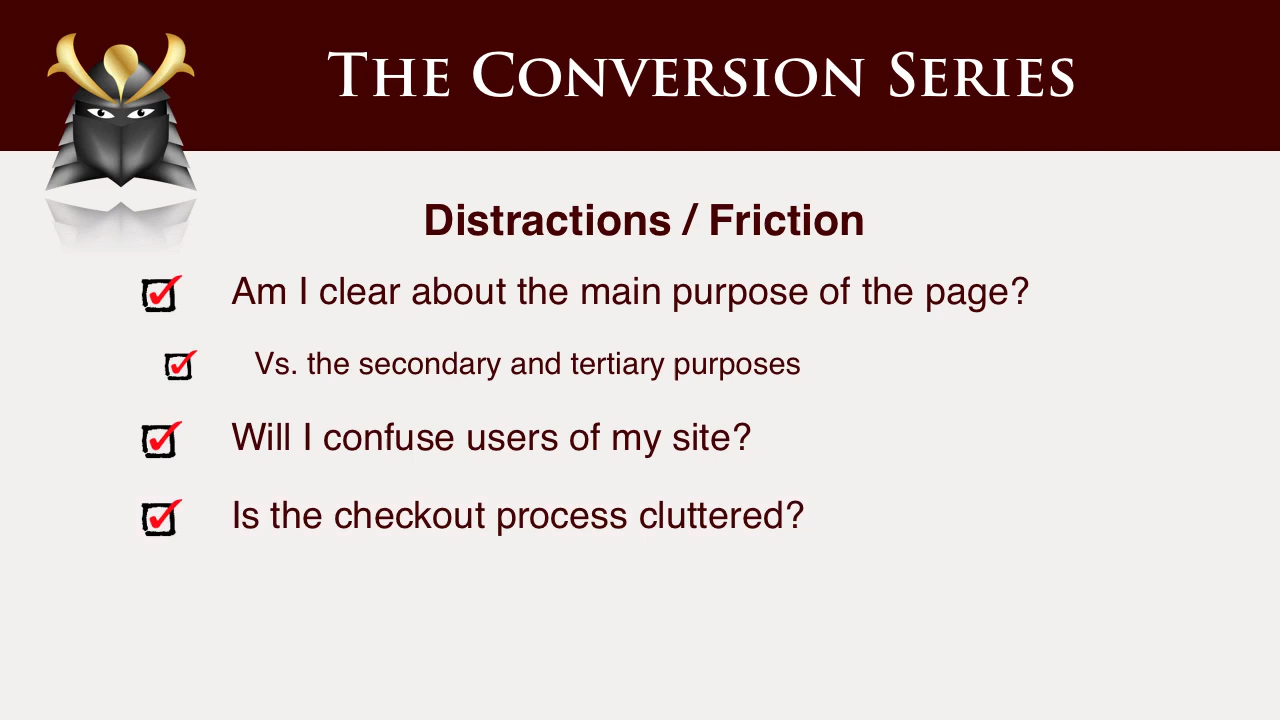 The Conversion Series
Distractions / Friction
Am I clear about the main purpose of the page?
Vs. the secondary and tertiary purposes
Will I confuse users of my site?
Is the checkout process cluttered?